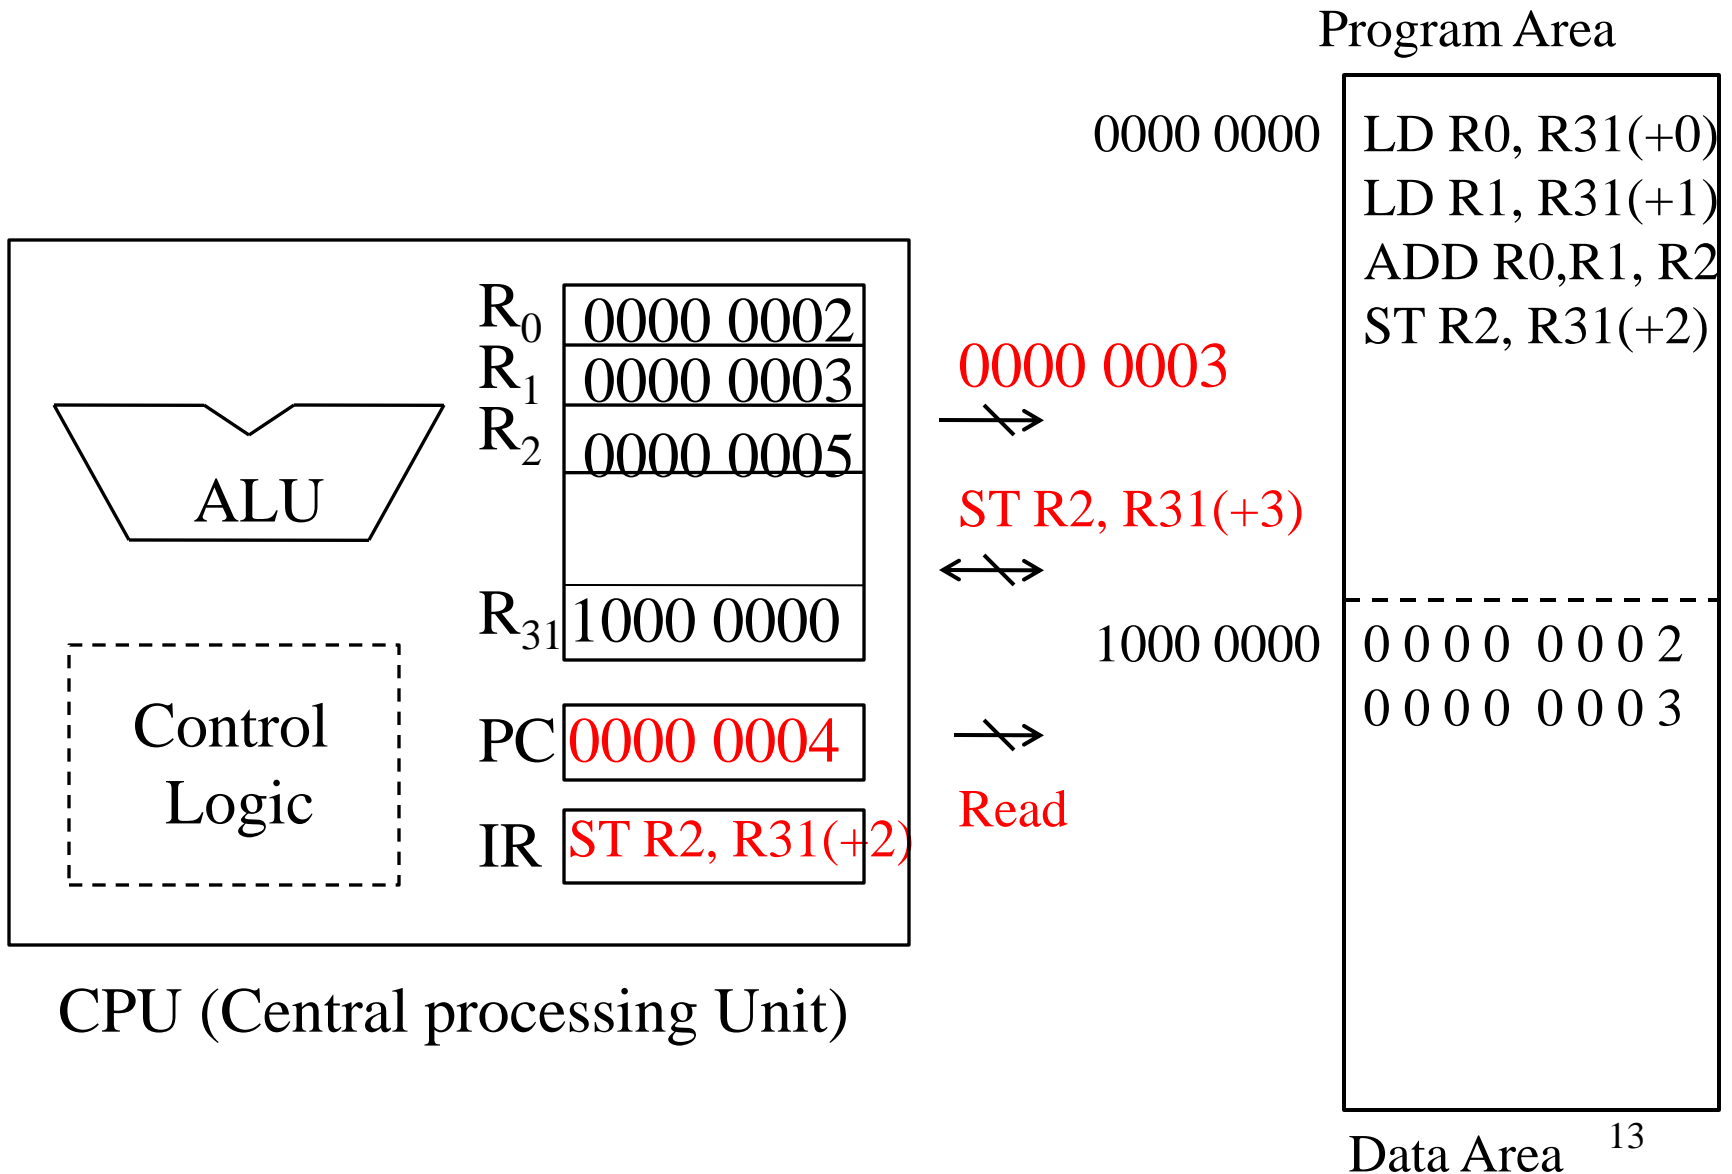 Program Area
0000 0000
LD R0, R31(+0)
LD R1, R31(+1)
ADD R0,R1, R2
ST R2, R31(+2)
R0 0000 0002
R1 0000 0003
R2 0000 0005
R31 1000 0000
ALU
Control
Logic
PC 0000 0004
IR ST R2, R31(+2)
0000 0003
ST R2, R31(+3)
Read
1000 0000
0 0 0 0 0 0 0 2
0 0 0 0 0 0 0 3
CPU (Central processing Unit)
Data Area
13